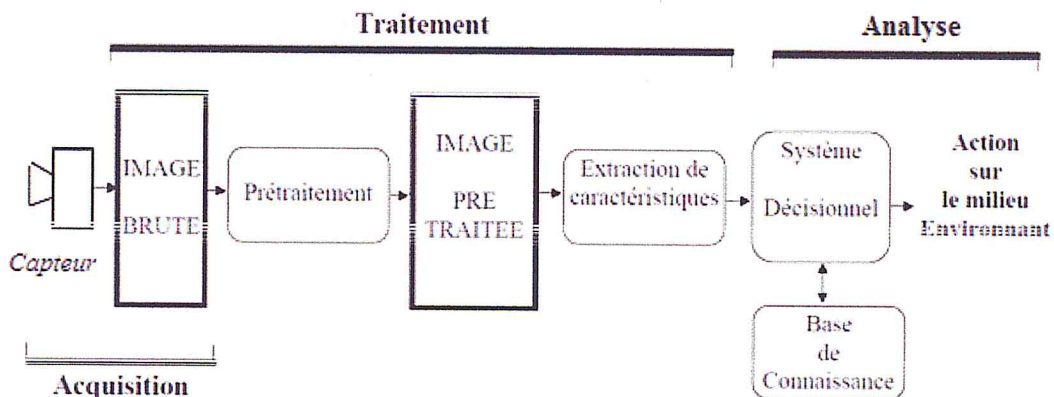 Traitement
Analyse
Capteur
IMAGE
BRUTE
Prétraitement
IMAGE
PRE
TRAITEE
Extraction de
caractéristiques
Système
Décisionnel
Action
sur
le milieu
Environnant
Base
de
Connaissance
Acquisition